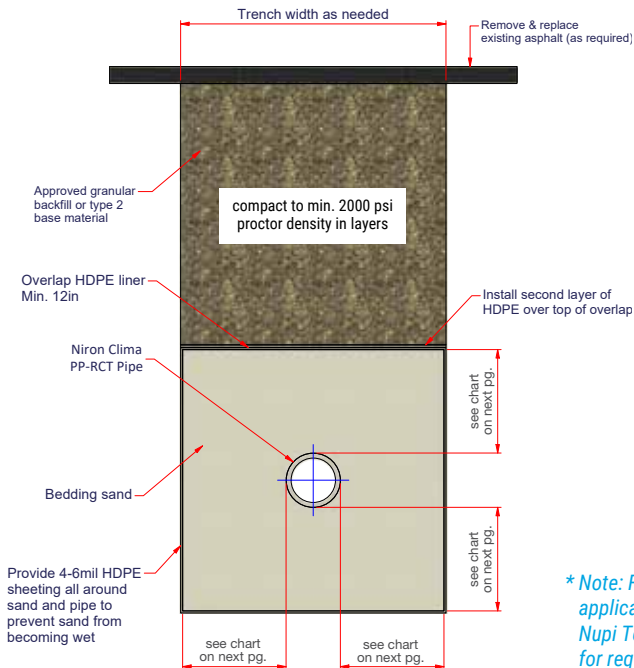 Trench width as needed
Remove & replace
existing asphalt (as required)
Approved granular
backfill or type 2
base material
compact to min. 2000 psi
proctor density in layers
Overlap HDPE liner
Min. 12in
Install second layer of
HDPE over top of overlap
Niron Clima
PP-RCT Pipe
see chart
on next pg.
Bedding sand
see chart
on next pg.
Provide 4-6mil HDPE
sheeting all around
sand and pipe to
prevent sand from
becoming wet
see chart
on next pg.
see chart
on next pg.
* Note:
applica
Nupi
for